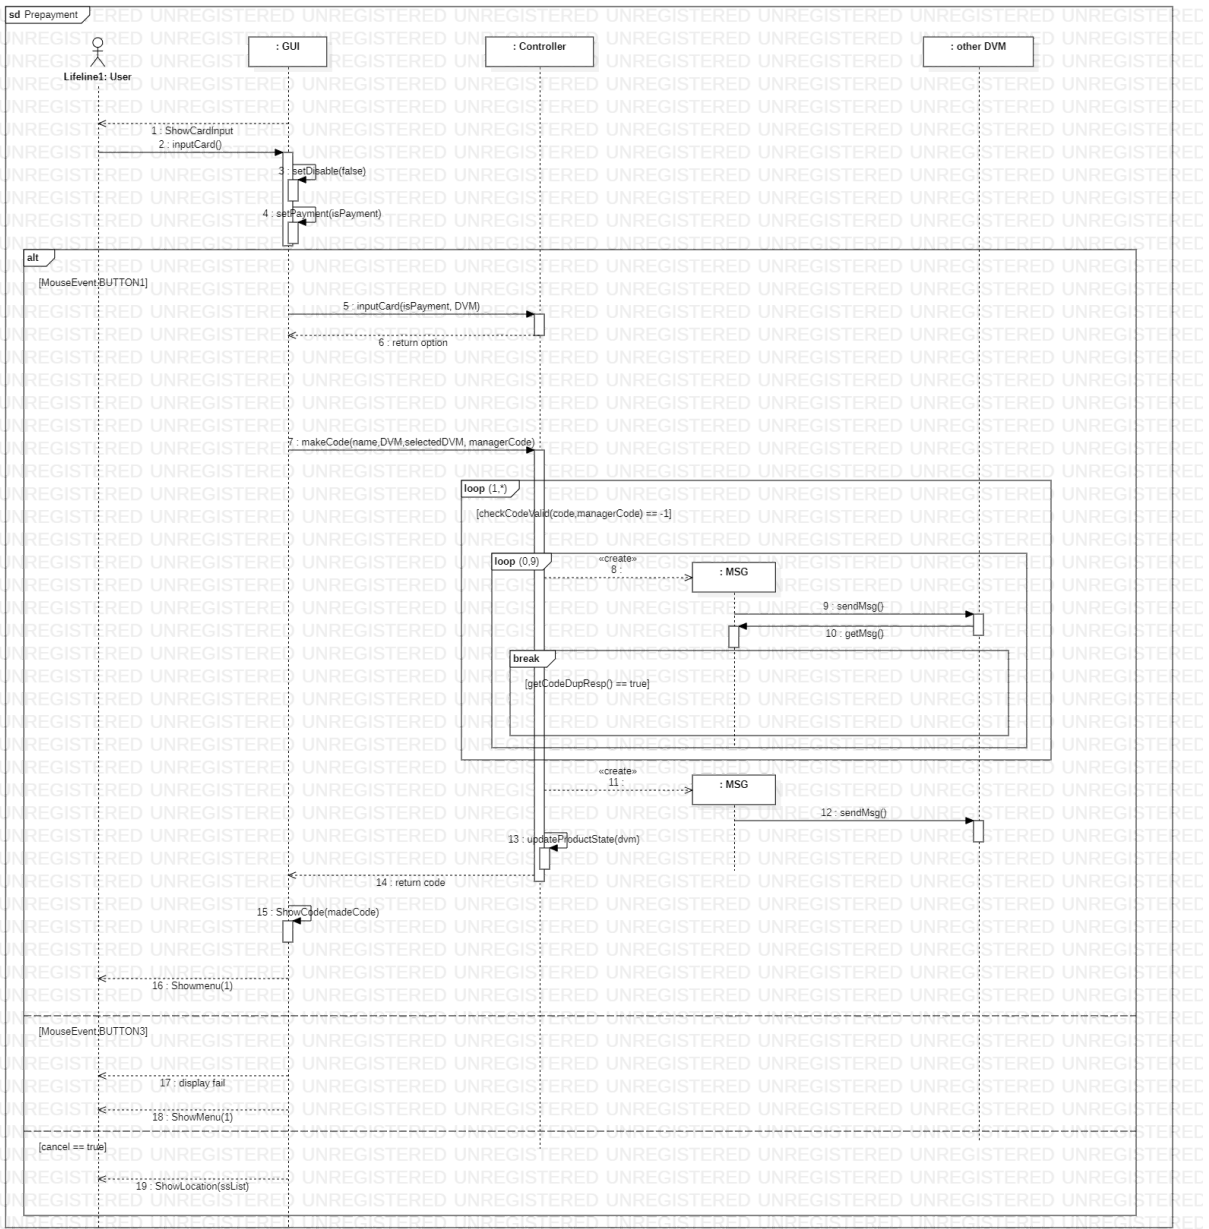 sd Prepayment
Lifeline1: User
: GUI
: Controller
: other DVM
1 : ShowCardInput
2 : inputCard()
3 : setDisable(false)
4 : setPayment(isPayment)
alt
[MouseEvent.BUTTON1]
5 : inputCard(isPayment, DVM)
6 : return option
7 : makeCode(name,DVM,selectedDVM, managerCode)
loop (1,*)
[checkCodeValid(code,managerCode) == -1]
loop (0,9)
«create»
8 :
: MSG
9 : sendMsg()
10 : getMsg()
break
[getCodeDupResp() == true]
«create»
11 :
: MSG
12 : sendMsg()
13 : updateProductState(dvm)
14 : return code
15 : ShowCode(madeCode)
16 : Showmenu(1)
[MouseEvent.BUTTON3]
17 : display fail
18 : ShowMenu(1)
[cancel == true]
19 : ShowLocation(ssList)
UNREGISTERED